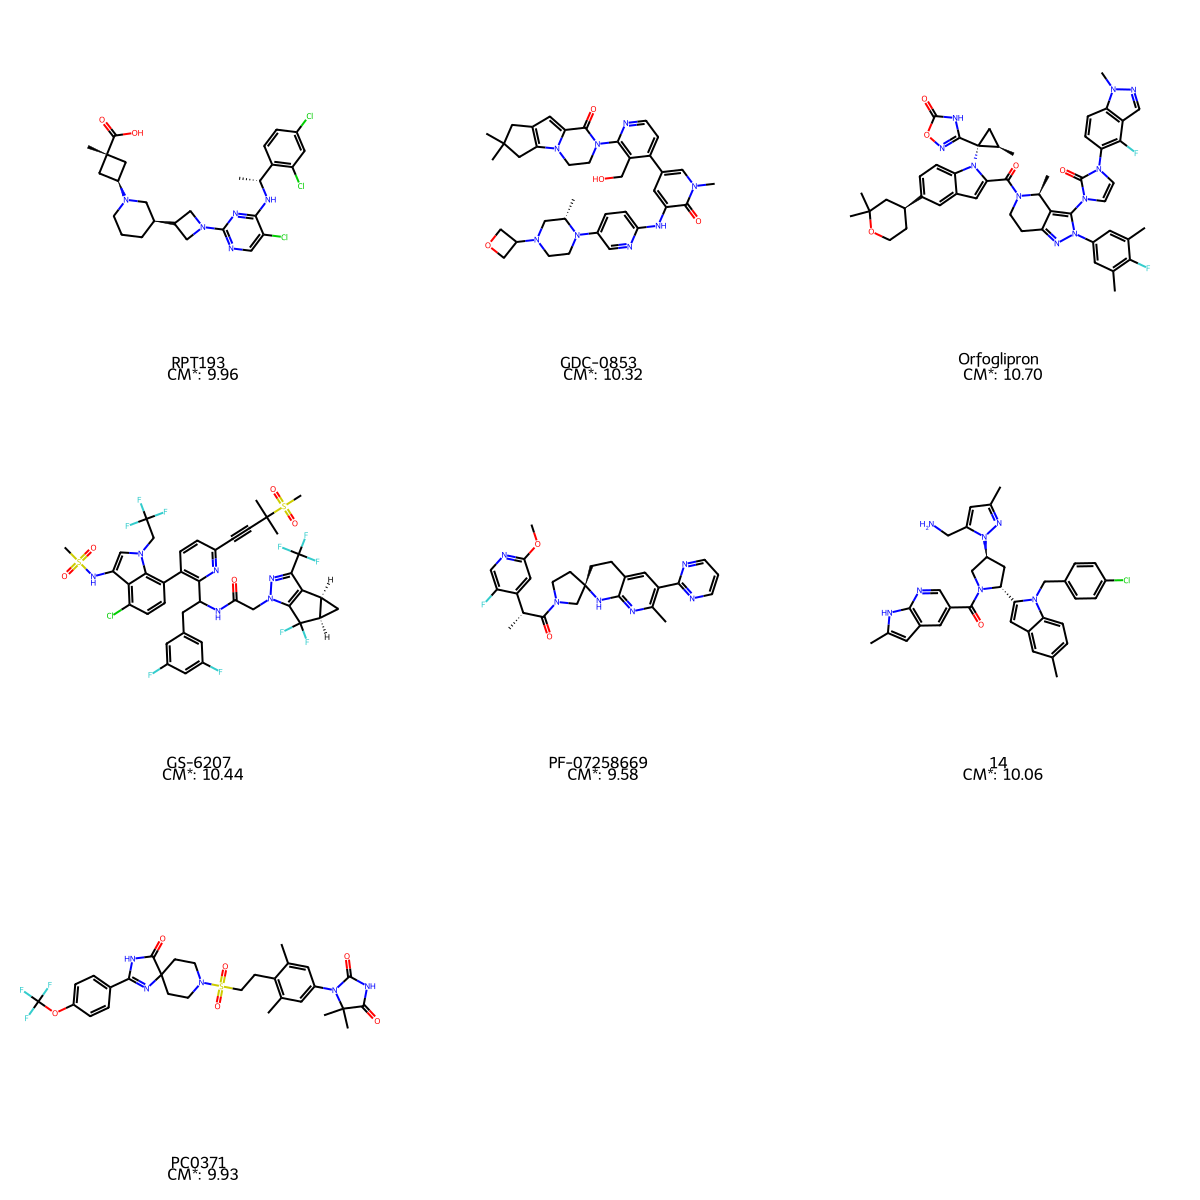 RPT193
CM*: 9.96
GDC-0853
CM*: 10.32
Orfoglipron
CM*: 10.70
GS-6207
CM*: 10.44
PF-07258669
CM*: 9.58
14
CM*: 10.06
PC0371
CM*: 9.93